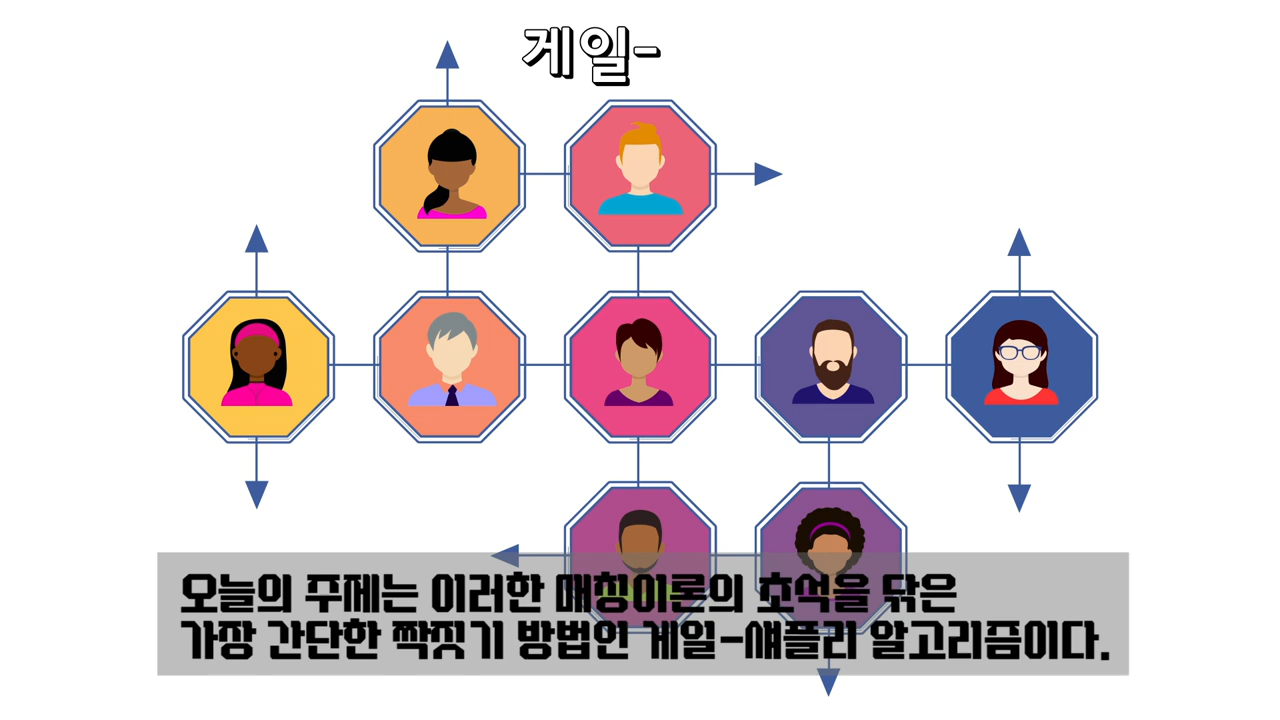 게일-
오늘의 주제는 이러한 매칭이론의 초석을 닦은
가장 간단한 짝짓기 방법인 게일-섀플리 알고리즘이다.